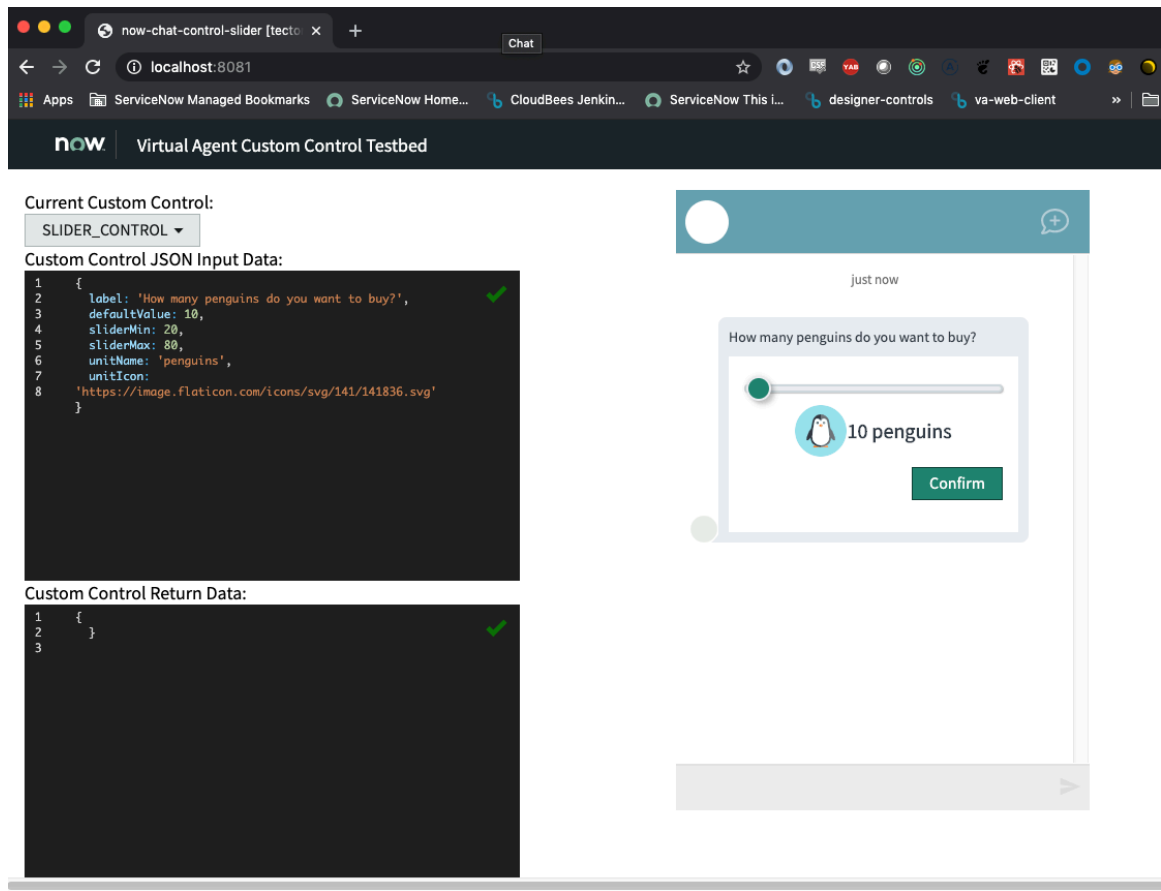 now-chat-control-slider [tecto
Chat
localhost:8081
Apps ServiceNow Managed Bookmarks ServiceNow Home... CloudBees Jenkin... ServiceNow This i... designer-controls va-web-client »
now. Virtual Agent Custom Control Testbed
Current Custom Control:
SLIDER_CONTROL
Custom Control JSON Input Data:
1 {
2 label: 'How many penguins do you want to buy?',
3 defaultValue: 10,
4 sliderMin: 20,
5 sliderMax: 80,
6 unitName: 'penguins',
7 unitIcon:
8 'https://image.flaticon.com/icons/svg/141/141836.svg'
}
Custom Control Return Data:
1 {
2 }
3
just now
How many penguins do you want to buy?
10 penguins
Confirm